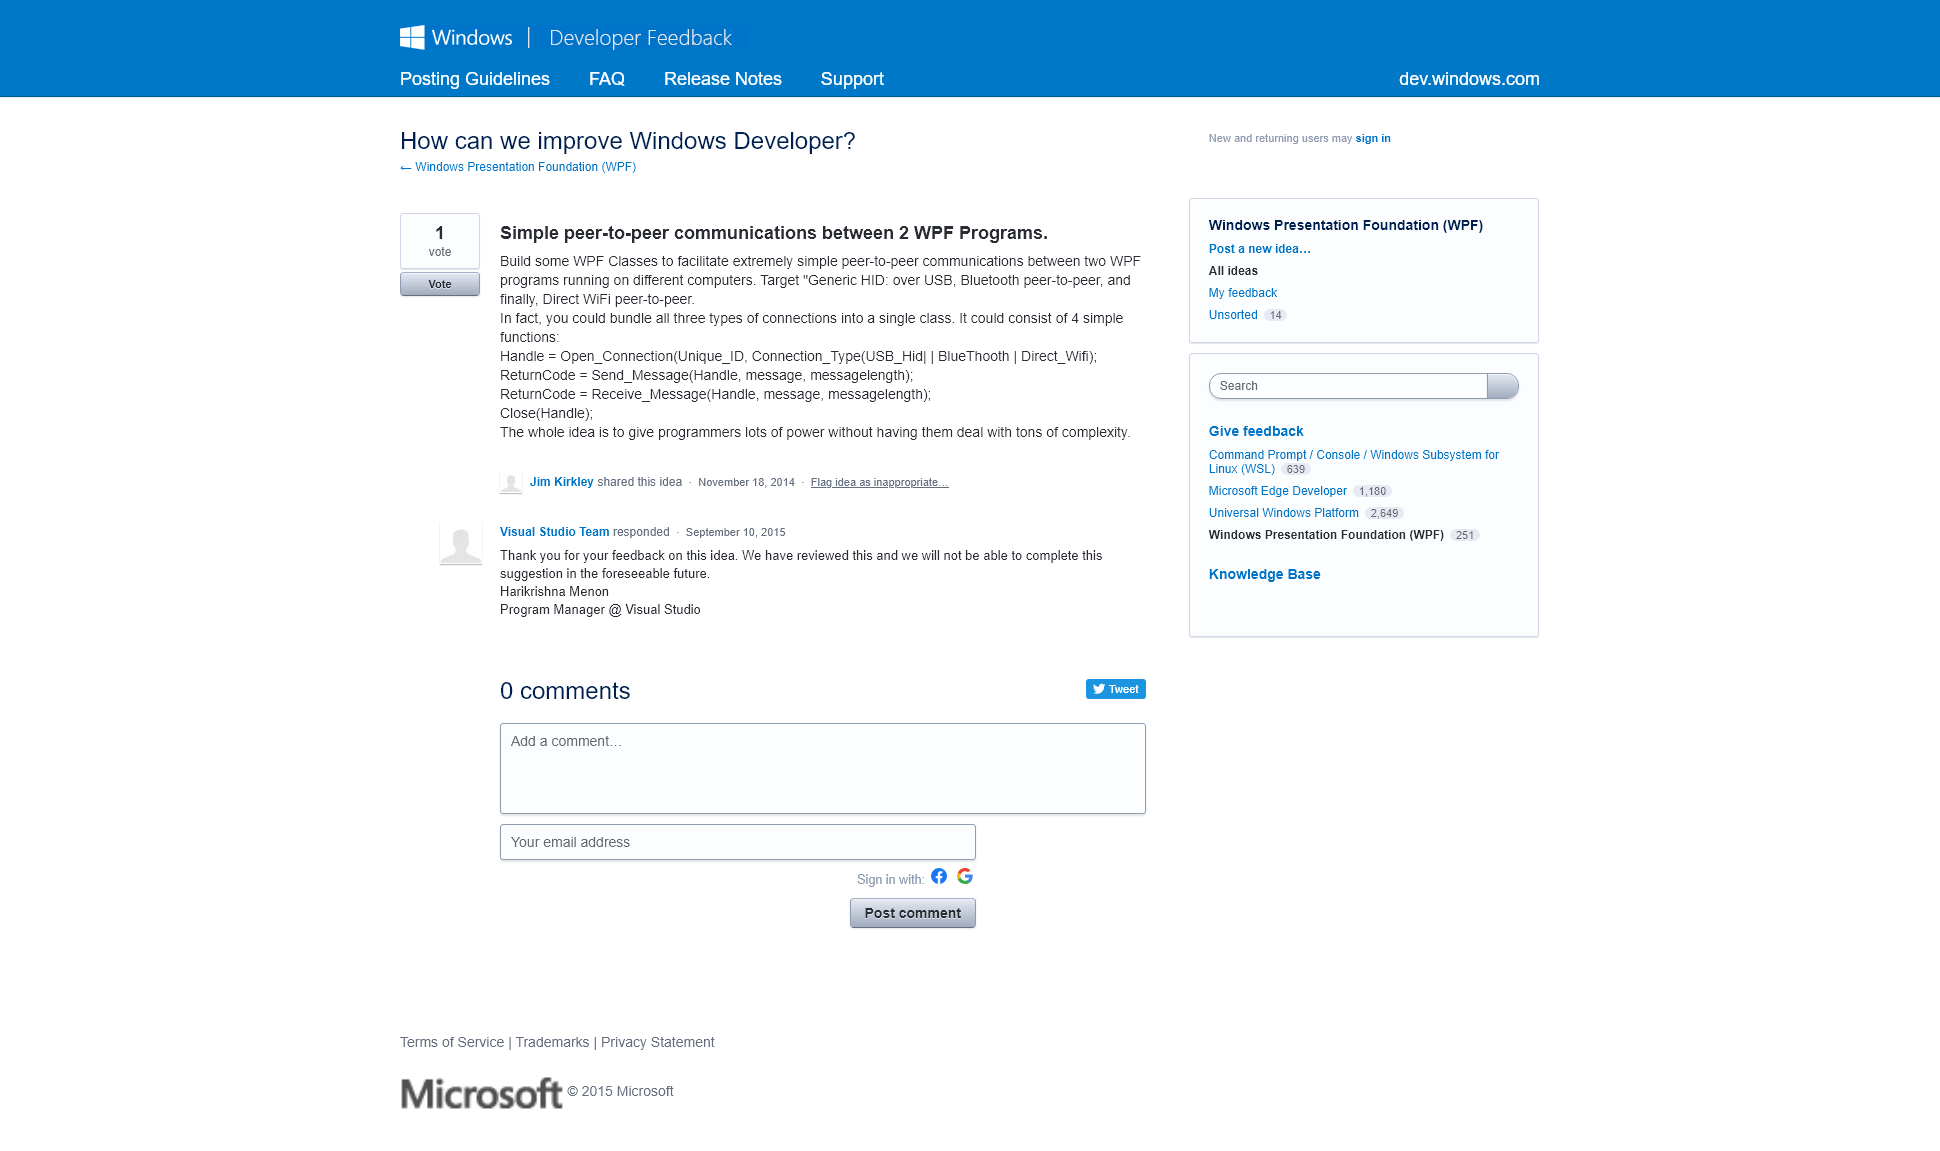 Windows | Developer Feedback
Posting Guidelines FAQ Release Notes Support dev.windows.com
How can we improve Windows Developer?
← Windows Presentation Foundation (WPF)
New and returning users may sign in
1
vote
Vote
Simple peer-to-peer communications between 2 WPF Programs.
Build some WPF Classes to facilitate extremely simple peer-to-peer communications between two WPF
programs running on different computers. Target "Generic HID: over USB, Bluetooth peer-to-peer, and
finally, Direct WiFi peer-to-peer.
In fact, you could bundle all three types of connections into a single class. It could consist of 4 simple
functions:
Handle = Open_Connection(Unique_ID, Connection_Type(USB_Hid| | BlueThooth | Direct_Wifi);
ReturnCode = Send_Message(Handle, message, messagelength);
ReturnCode = Receive_Message(Handle, message, messagelength);
Close(Handle);
The whole idea is to give programmers lots of power without having them deal with tons of complexity.
Jim Kirkley shared this idea · November 18, 2014 · Flag idea as inappropriate…
Visual Studio Team responded · September 10, 2015
Thank you for your feedback on this idea. We have reviewed this and we will not be able to complete this
suggestion in the foreseeable future.
Harikrishna Menon
Program Manager @ Visual Studio
0 comments
Tweet
Add a comment…
Your email address
Sign in with:
Post comment
Windows Presentation Foundation (WPF)
Post a new idea…
All ideas
My feedback
Unsorted 14
Search
Give feedback
Command Prompt / Console / Windows Subsystem for
Linux (WSL) 639
Microsoft Edge Developer 1,180
Universal Windows Platform 2,649
Windows Presentation Foundation (WPF) 251
Knowledge Base
Terms of Service | Trademarks | Privacy Statement
Microsoft © 2015 Microsoft